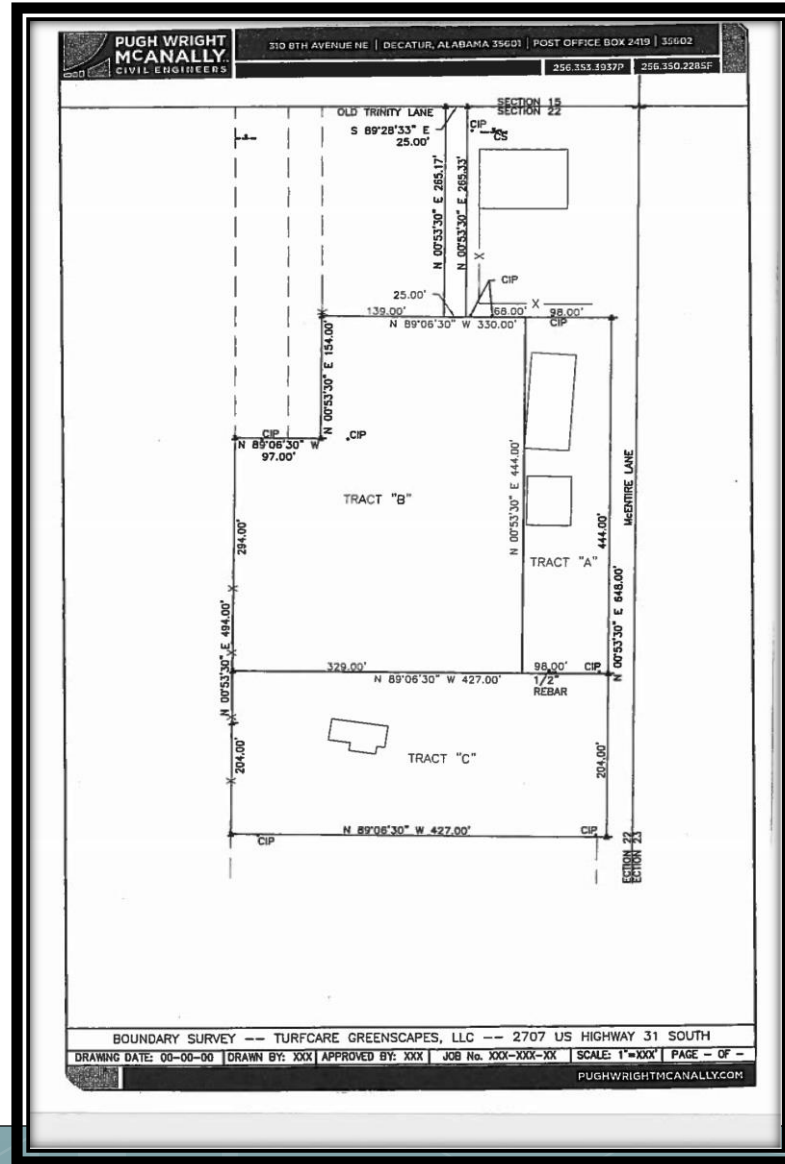 PUGH WRIGHT
MCANALLY
CIVIL ENGINEERS
310 8TH AVENUE NE | DECATUR, ALABAMA 35601 | POST OFFICE BOX 2419 | 35602
256.353.3937P | 256.350.2285F
OLD TRINITY LANE
SECTION 15
SECTION 22
S 89°28'33" E
25.00'
CIP
CS
N 00°53'30" E 265.17'
N 00°53'30" E 265.33'
X
CIP
25.00'
X
139.00'
68.00'
98.00'
N 89°06'30" W 330.00'
CIP
N 00°53'30" E 154.00'
CIP
CIP
N 89°06'30" W
97.00'
TRACT "B"
N 00°53'30" E 444.00'
McENTIRE LANE
294.00'
444.00'
TRACT "A"
X
N 00°53'30" E 494.00'
N 00°53'30" E 648.00'
X
329.00'
98.00'
CIP
N 89°06'30" W 427.00'
1/2"
REBAR
X
TRACT "C"
204.00'
204.00'
X
N 89°06'30" W 427.00'
CIP
CIP
ECTION 22
ECTION 23
BOUNDARY SURVEY -- TURFCARE GREENSCAPES, LLC -- 2707 US HIGHWAY 31 SOUTH
DRAWING DATE: 00-00-00 | DRAWN BY: XXX | APPROVED BY: XXX | JOB No. XXX-XXX-XX | SCALE: 1"=XXX' | PAGE - OF -
PUGHWRIGHTMCANALLY.COM